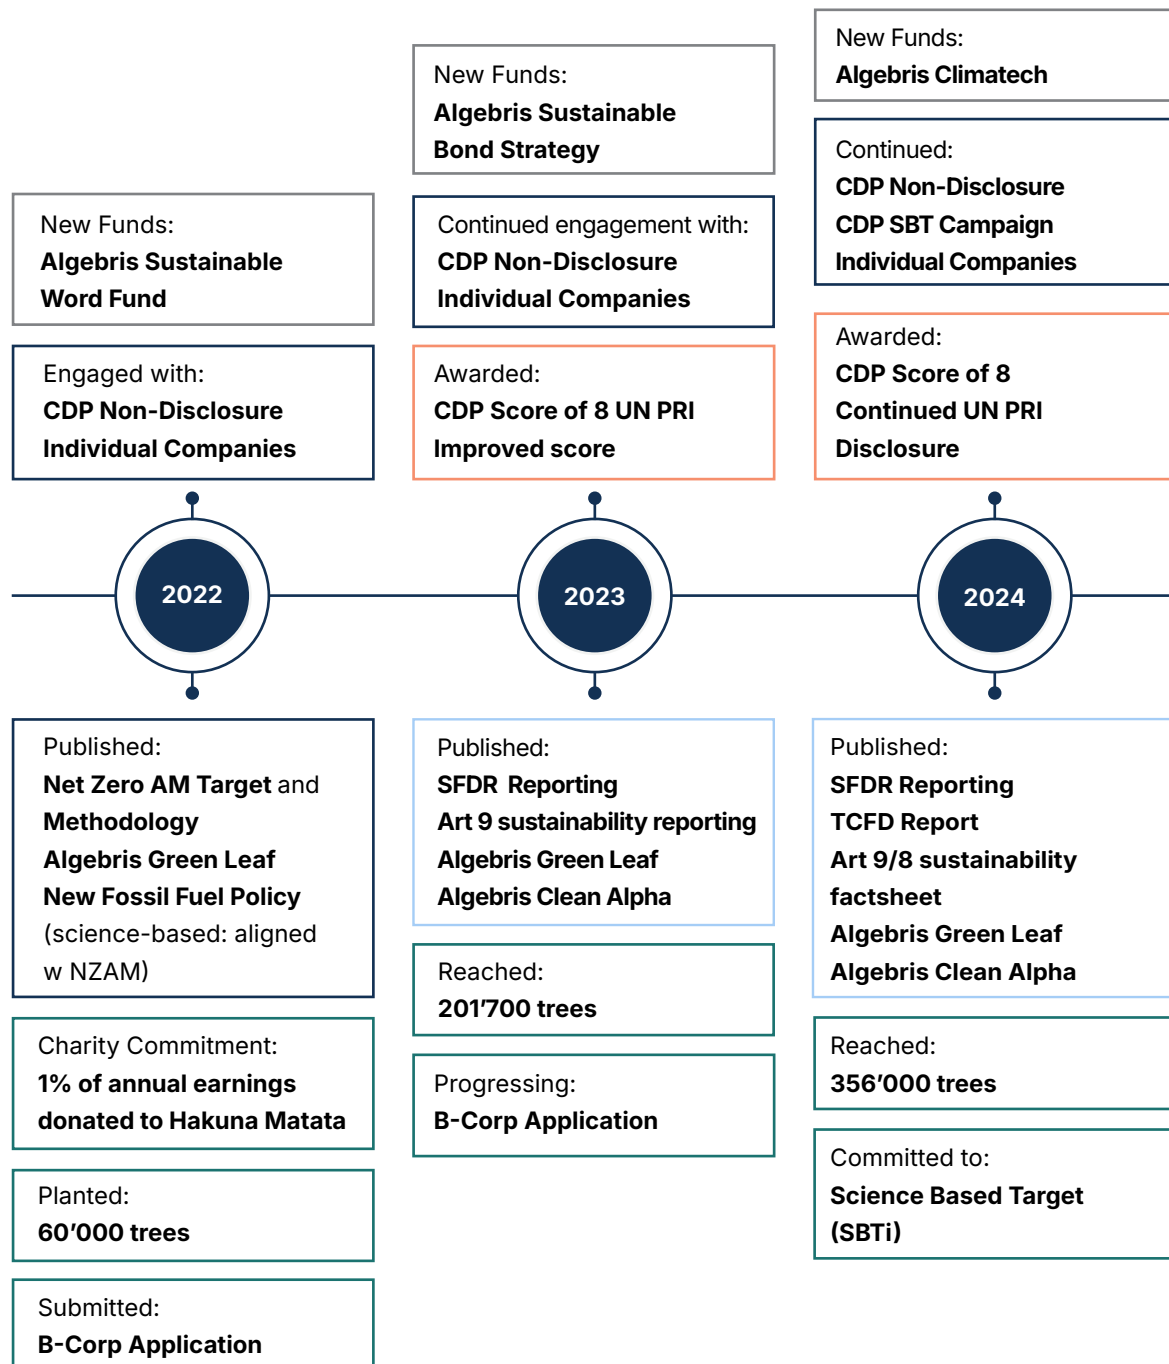 New Funds:
Algebris Sustainable
Word Fund
Engaged with:
CDP Non-Disclosure
Individual Companies
2022
Published:
Net Zero AM Target and
Methodology
Algebris Green Leaf
New Fossil Fuel Policy
(science-based: aligned
w NZAM)
Charity Commitment:
1% of annual earnings
donated to Hakuna Matata
Planted:
60’000 trees
Submitted:
B-Corp Application
New Funds:
Algebris Sustainable
Bond Strategy
Continued engagement with:
CDP Non-Disclosure
Individual Companies
Awarded:
CDP Score of 8 UN PRI
Improved score
2023
Published:
SFDR Reporting
Art 9 sustainability reporting
Algebris Green Leaf
Algebris Clean Alpha
Reached:
201’700 trees
Progressing:
B-Corp Application
New Funds:
Algebris Climatech
Continued:
CDP Non-Disclosure
CDP SBT Campaign
Individual Companies
Awarded:
CDP Score of 8
Continued UN PRI
Disclosure
2024
Published:
SFDR Reporting
TCFD Report
Art 9/8 sustainability
factsheet
Algebris Green Leaf
Algebris Clean Alpha
Reached:
356’000 trees
Committed to:
Science Based Target
(SBTi)